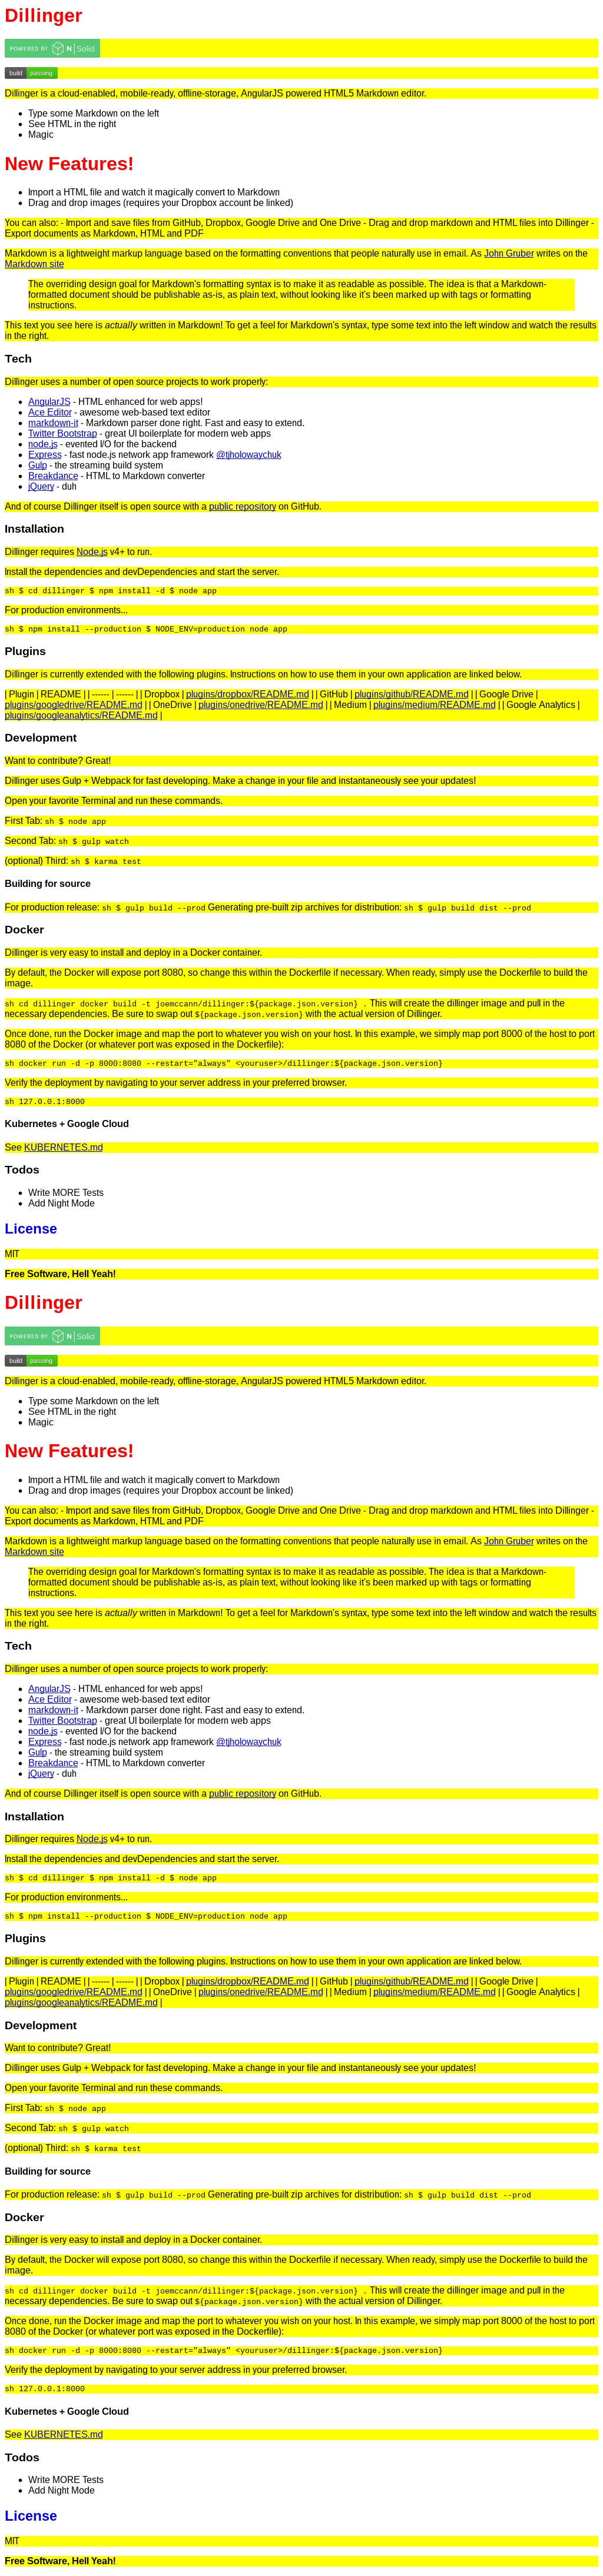 Dillinger
POWERED BY N Solid
build passing
Dillinger is a cloud-enabled, mobile-ready, offline-storage, AngularJS powered HTML5 Markdown editor.
• Type some Markdown on the left
• See HTML in the right
• Magic
New Features!
• Import a HTML file and watch it magically convert to Markdown
• Drag and drop images (requires your Dropbox account be linked)
You can also: - Import and save files from GitHub, Dropbox, Google Drive and One Drive - Drag and drop markdown and HTML files into Dillinger -
Export documents as Markdown, HTML and PDF
Markdown is a lightweight markup language based on the formatting conventions that people naturally use in email. As John Gruber writes on the
Markdown site
The overriding design goal for Markdown's formatting syntax is to make it as readable as possible. The idea is that a Markdown-
formatted document should be publishable as-is, as plain text, without looking like it's been marked up with tags or formatting
instructions.
This text you see here is actually written in Markdown! To get a feel for Markdown's syntax, type some text into the left window and watch the results
in the right.
Tech
Dillinger uses a number of open source projects to work properly:
• AngularJS - HTML enhanced for web apps!
• Ace Editor - awesome web-based text editor
• markdown-it - Markdown parser done right. Fast and easy to extend.
• Twitter Bootstrap - great UI boilerplate for modern web apps
• node.js - evented I/O for the backend
• Express - fast node.js network app framework @tjholowaychuk
• Gulp - the streaming build system
• Breakdance - HTML to Markdown converter
• jQuery - duh
And of course Dillinger itself is open source with a public repository on GitHub.
Installation
Dillinger requires Node.js v4+ to run.
Install the dependencies and devDependencies and start the server.
sh $ cd dillinger $ npm install -d $ node app
For production environments...
sh $ npm install --production $ NODE_ENV=production node app
Plugins
Dillinger is currently extended with the following plugins. Instructions on how to use them in your own application are linked below.
| Plugin | README | | ------ | ------ | | Dropbox | plugins/dropbox/README.md | | GitHub | plugins/github/README.md | | Google Drive |
plugins/googledrive/README.md | | OneDrive | plugins/onedrive/README.md | | Medium | plugins/medium/README.md | | Google Analytics |
plugins/googleanalytics/README.md |
Development
Want to contribute? Great!
Dillinger uses Gulp + Webpack for fast developing. Make a change in your file and instantaneously see your updates!
Open your favorite Terminal and run these commands.
First Tab: sh $ node app
Second Tab: sh $ gulp watch
(optional) Third: sh $ karma test
Building for source
For production release: sh $ gulp build --prod Generating pre-built zip archives for distribution: sh $ gulp build dist --prod
Docker
Dillinger is very easy to install and deploy in a Docker container.
By default, the Docker will expose port 8080, so change this within the Dockerfile if necessary. When ready, simply use the Dockerfile to build the
image.
sh cd dillinger docker build -t joemccann/dillinger:${package.json.version} . This will create the dillinger image and pull in the
necessary dependencies. Be sure to swap out ${package.json.version} with the actual version of Dillinger.
Once done, run the Docker image and map the port to whatever you wish on your host. In this example, we simply map port 8000 of the host to port
8080 of the Docker (or whatever port was exposed in the Dockerfile):
sh docker run -d -p 8000:8080 --restart="always" <youruser>/dillinger:${package.json.version}
Verify the deployment by navigating to your server address in your preferred browser.
sh 127.0.0.1:8000
Kubernetes + Google Cloud
See KUBERNETES.md
Todos
• Write MORE Tests
• Add Night Mode
License
MIT
Free Software, Hell Yeah!
Dillinger
POWERED BY N Solid
build passing
Dillinger is a cloud-enabled, mobile-ready, offline-storage, AngularJS powered HTML5 Markdown editor.
• Type some Markdown on the left
• See HTML in the right
• Magic
New Features!
• Import a HTML file and watch it magically convert to Markdown
• Drag and drop images (requires your Dropbox account be linked)
You can also: - Import and save files from GitHub, Dropbox, Google Drive and One Drive - Drag and drop markdown and HTML files into Dillinger -
Export documents as Markdown, HTML and PDF
Markdown is a lightweight markup language based on the formatting conventions that people naturally use in email. As John Gruber writes on the
Markdown site
The overriding design goal for Markdown's formatting syntax is to make it as readable as possible. The idea is that a Markdown-
formatted document should be publishable as-is, as plain text, without looking like it's been marked up with tags or formatting
instructions.
This text you see here is actually written in Markdown! To get a feel for Markdown's syntax, type some text into the left window and watch the results
in the right.
Tech
Dillinger uses a number of open source projects to work properly:
• AngularJS - HTML enhanced for web apps!
• Ace Editor - awesome web-based text editor
• markdown-it - Markdown parser done right. Fast and easy to extend.
• Twitter Bootstrap - great UI boilerplate for modern web apps
• node.js - evented I/O for the backend
• Express - fast node.js network app framework @tjholowaychuk
• Gulp - the streaming build system
• Breakdance - HTML to Markdown converter
• jQuery - duh
And of course Dillinger itself is open source with a public repository on GitHub.
Installation
Dillinger requires Node.js v4+ to run.
Install the dependencies and devDependencies and start the server.
sh $ cd dillinger $ npm install -d $ node app
For production environments...
sh $ npm install --production $ NODE_ENV=production node app
Plugins
Dillinger is currently extended with the following plugins. Instructions on how to use them in your own application are linked below.
| Plugin | README | | ------ | ------ | | Dropbox | plugins/dropbox/README.md | | GitHub | plugins/github/README.md | | Google Drive |
plugins/googledrive/README.md | | OneDrive | plugins/onedrive/README.md | | Medium | plugins/medium/README.md | | Google Analytics |
plugins/googleanalytics/README.md |
Development
Want to contribute? Great!
Dillinger uses Gulp + Webpack for fast developing. Make a change in your file and instantaneously see your updates!
Open your favorite Terminal and run these commands.
First Tab: sh $ node app
Second Tab: sh $ gulp watch
(optional) Third: sh $ karma test
Building for source
For production release: sh $ gulp build --prod Generating pre-built zip archives for distribution: sh $ gulp build dist --prod
Docker
Dillinger is very easy to install and deploy in a Docker container.
By default, the Docker will expose port 8080, so change this within the Dockerfile if necessary. When ready, simply use the Dockerfile to build the
image.
sh cd dillinger docker build -t joemccann/dillinger:${package.json.version} . This will create the dillinger image and pull in the
necessary dependencies. Be sure to swap out ${package.json.version} with the actual version of Dillinger.
Once done, run the Docker image and map the port to whatever you wish on your host. In this example, we simply map port 8000 of the host to port
8080 of the Docker (or whatever port was exposed in the Dockerfile):
sh docker run -d -p 8000:8080 --restart="always" <youruser>/dillinger:${package.json.version}
Verify the deployment by navigating to your server address in your preferred browser.
sh 127.0.0.1:8000
Kubernetes + Google Cloud
See KUBERNETES.md
Todos
• Write MORE Tests
• Add Night Mode
License
MIT
Free Software, Hell Yeah!